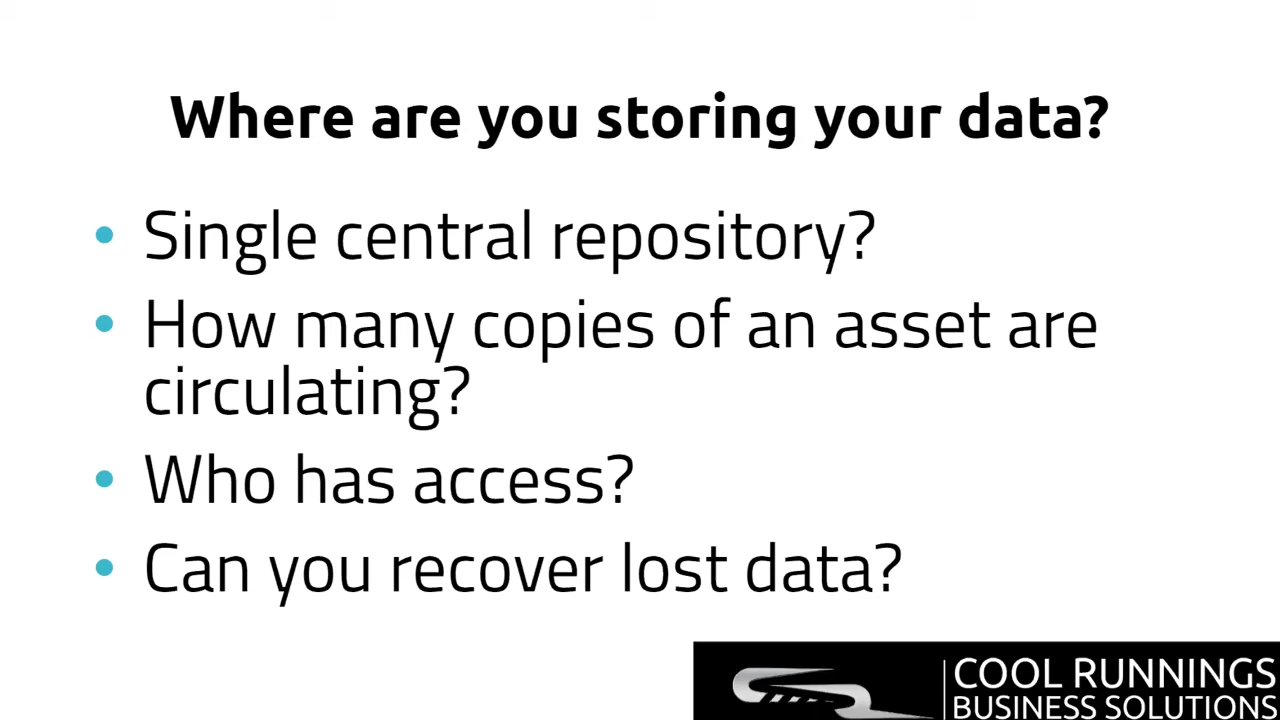 Where are you storing your data?
• Single central repository?
• How many copies of an asset are
circulating?
• Who has access?
• Can you recover lost data?
COOL RUNNINGS
BUSINESS SOLUTIONS